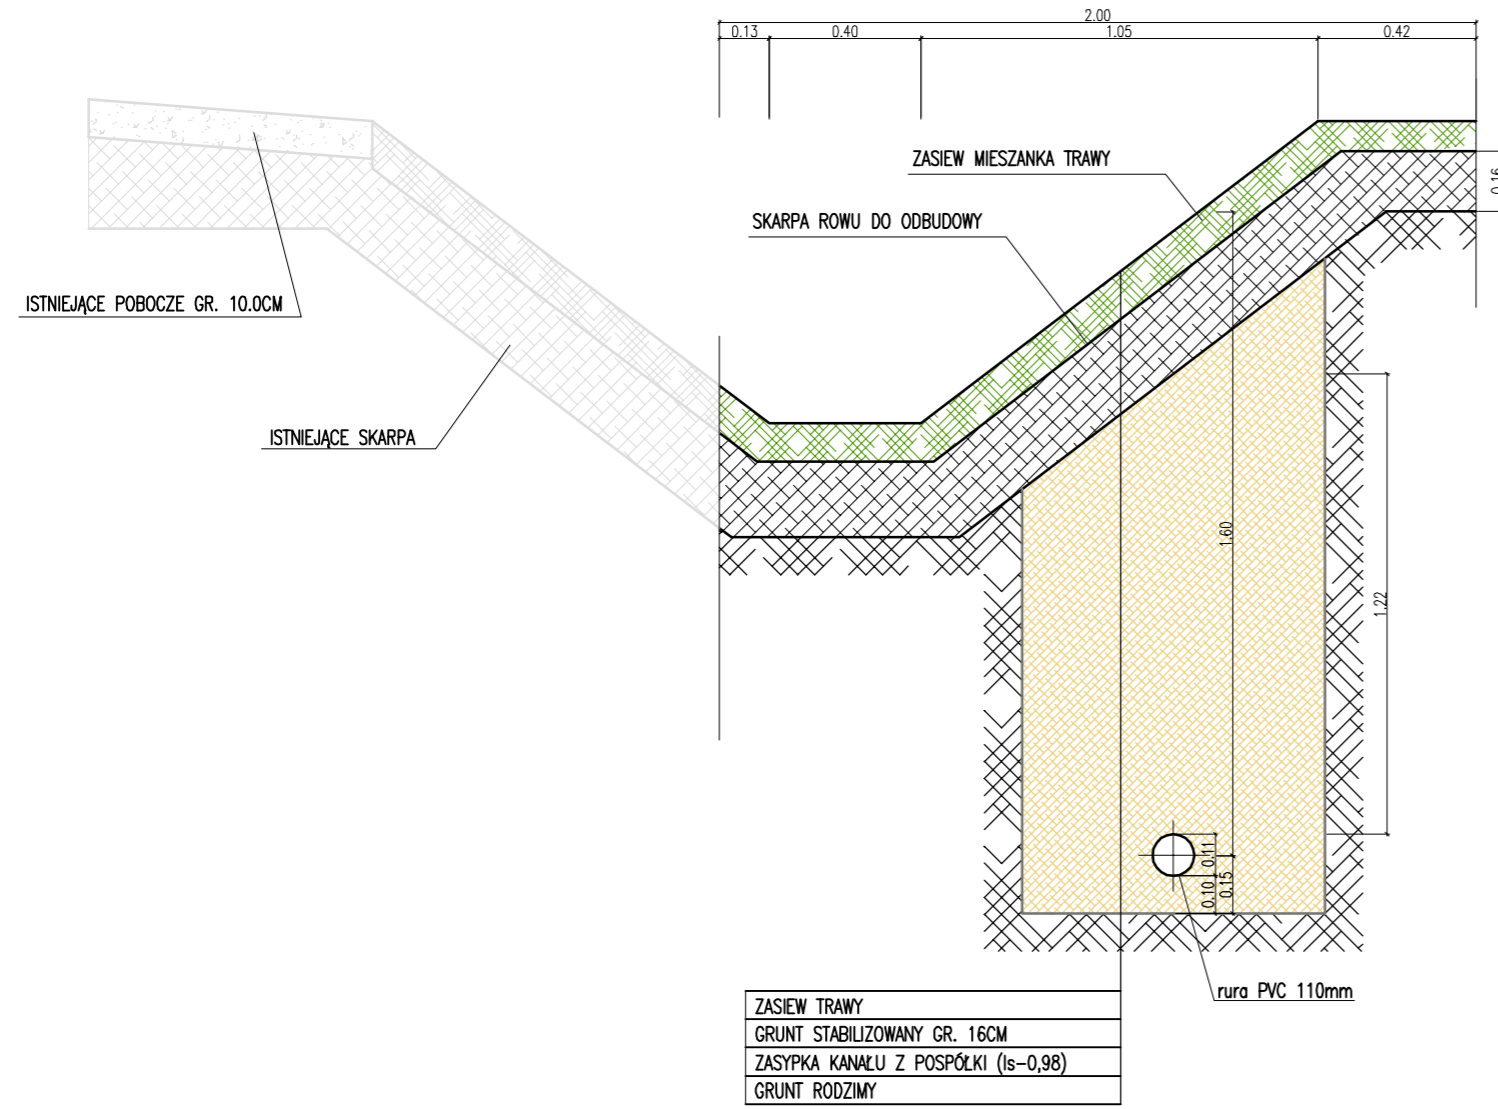 2.00
0.13 0.40 1.05 0.42
ZASIEW MIESZANKA TRAWY
0.16
SKARPA ROWU DO ODBUDOWY
ISTNIEJĄCE POBOCZE GR. 10.0CM
ISTNIEJĄCE SKARPA
1.60
1.22
0.11
0.10
0.15
rura PVC 110mm
ZASIEW TRAWY
GRUNT STABILIZOWANY GR. 16CM
ZASYPKA KANAŁU Z POSPÓŁKI (Is-0,98)
GRUNT RODZIMY